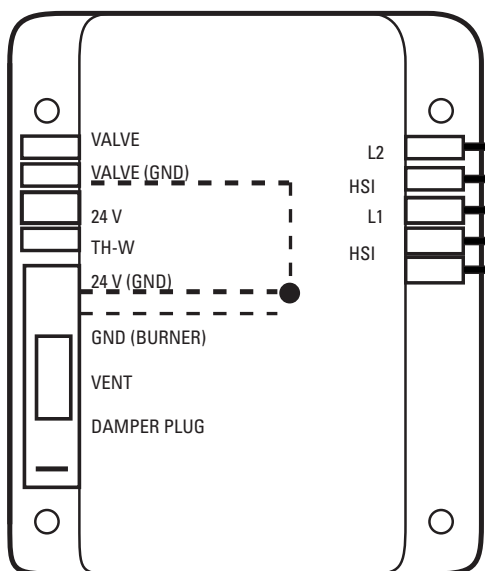 VALVE
VALVE (GND)
24 V
TH-W
24 V (GND)
GND (BURNER)
VENT
DAMPER PLUG
L2
HSI
L1
HSI